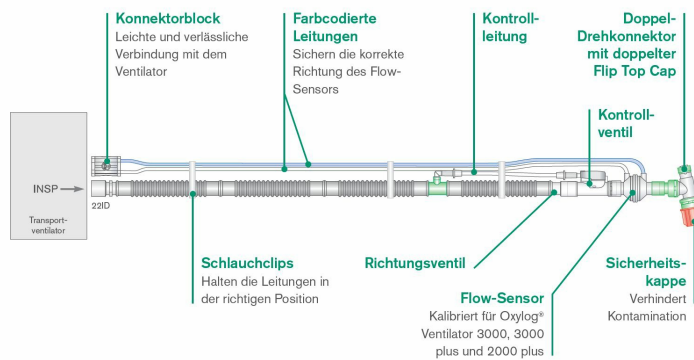 Konnektorblock
Leichte und verlässliche
Verbindung mit dem
Ventilator
Farbcodierte
Leitungen
Sichern die korrekte
Richtung des Flow-
Sensors
Kontroll-
leitung
Doppel-
Drehkonnektor
mit doppelter
Flip Top Cap
Kontroll-
ventil
INSP
Transport-
ventilator
22ID
Schlauchclips
Halten die Leitungen in
der richtigen Position
Richtungsventil
Flow-Sensor
Kalibriert für Oxylog®
Ventilator 3000, 3000
plus und 2000 plus
Sicherheits-
kappe
Verhindert
Kontamination